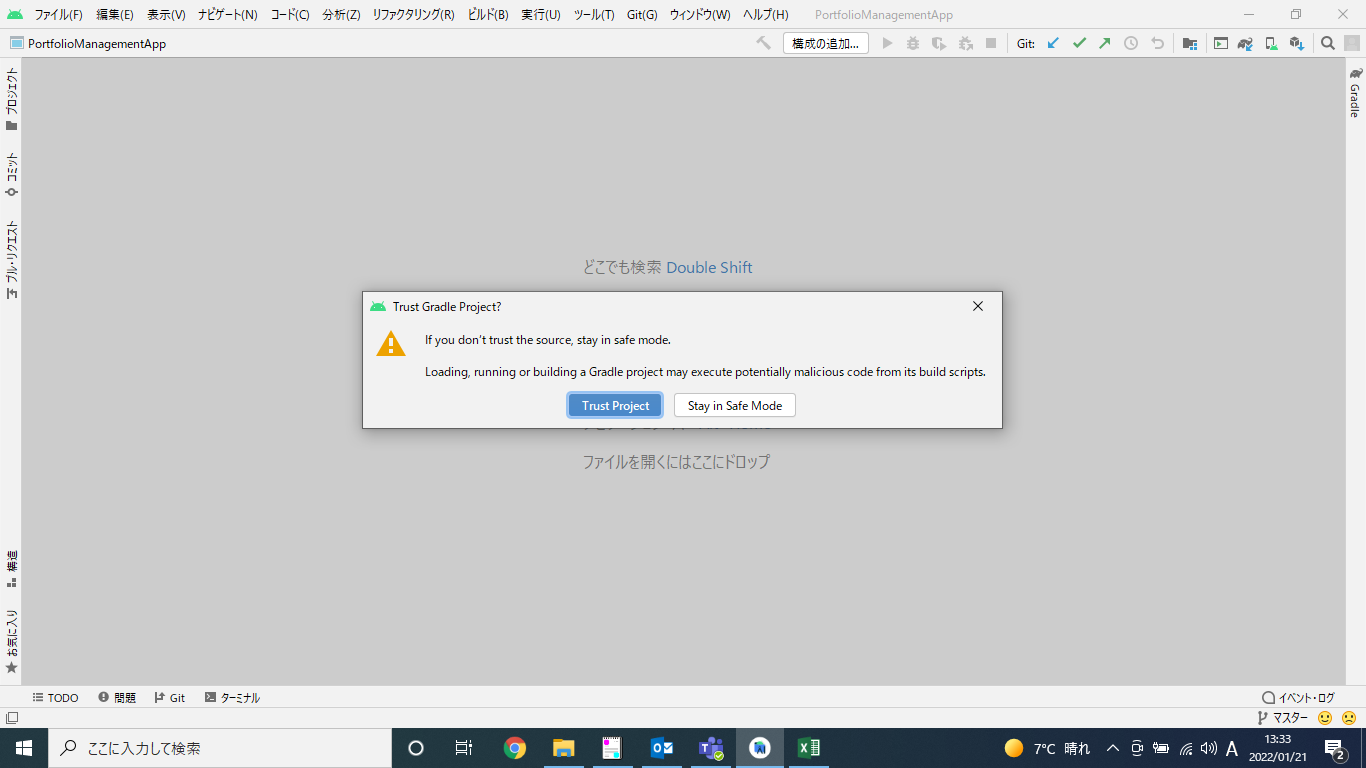 ファイル(F) 編集(E) 表示(V) ナビゲート(N) コード(C) 分析(Z) リファクタリング(R) ビルド(B) 実行(U) ツール(T) Git(G) ウィンドウ(W) ヘルプ(H) PortfolioManagementApp
PortfolioManagementApp 構成の追加... Git:
プロジェクト
コミット
プル・リクエスト
Gradle
どこでも検索 Double Shift
Trust Gradle Project?
If you don't trust the source, stay in safe mode.
Loading, running or building a Gradle project may execute potentially malicious code from its build scripts.
Trust Project Stay in Safe Mode
ファイルを開くにはここにドロップ
構造
お気に入り
TODO 問題 Git ターミナル イベント・ログ
マスター
ここに入力して検索 7°C 晴れ A 13:33
2022/01/21 2